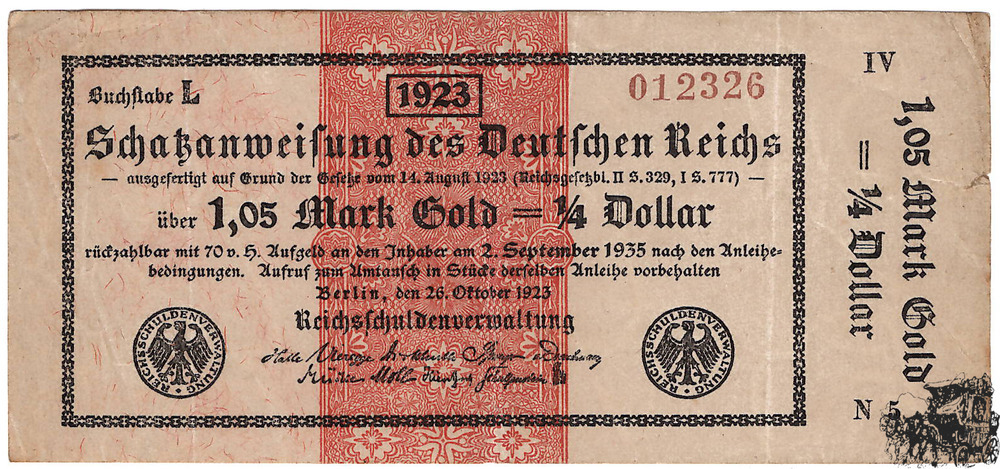 1923
012326
IV
Buchstabe L
Schatzanweisung des Deutschen Reichs
— ausgefertigt auf Grund der Gesetze vom 14. August 1923 (Reichsgesetzbl. II S. 329, I S. 777) —
über 1,05 Mark Gold = ¼ Dollar
rückzahlbar mit 70 v. H. Aufgeld an den Inhaber am 2. September 1935 nach den Anleihe-
bedingungen. Aufruf zum Umtausch in Stücke derselben Anleihe vorbehalten
Berlin, den 26. Oktober 1923
Reichsschuldenverwaltung
REICHSSCHULDENVERWALTUNG
REICHSSCHULDENVERWALTUNG
1,05 Mark Gold
= ¼ Dollar
N 5